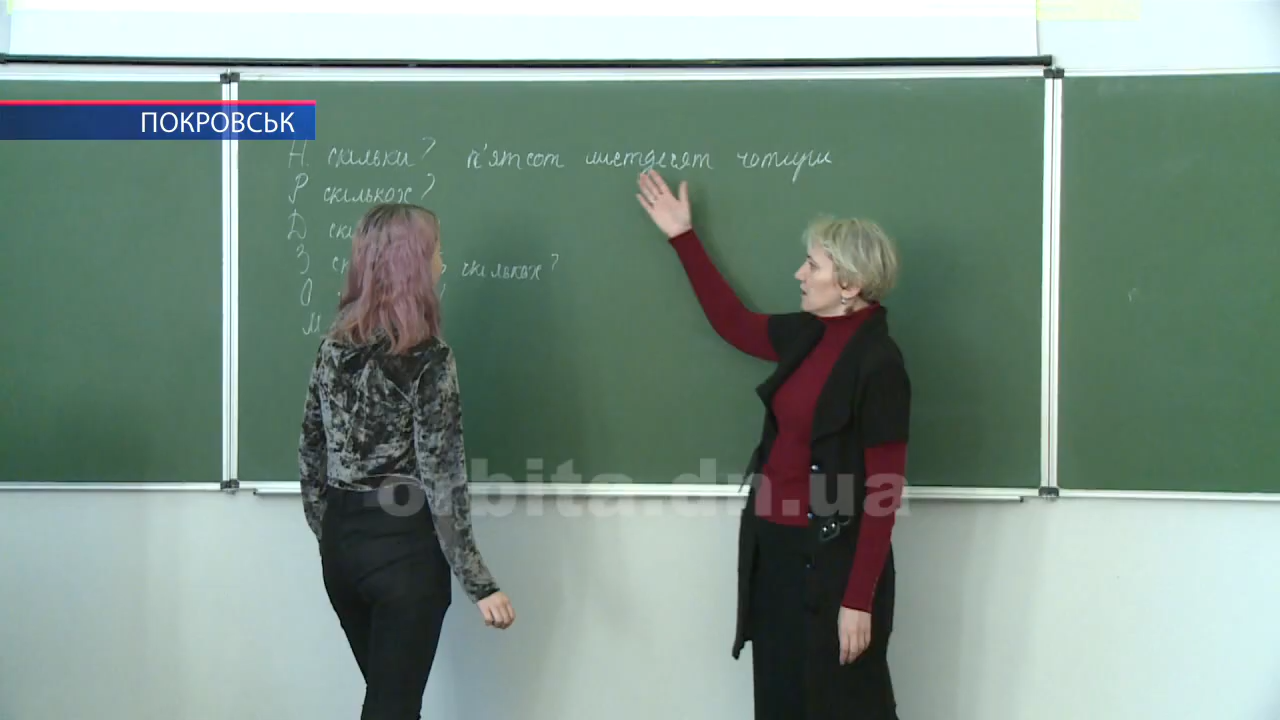 ПОКРОВСЬК
Н скільки? п'ятсот шістдесят чотири
Р скількох?
Д
З скількох?
О
М
orbita.dn.ua